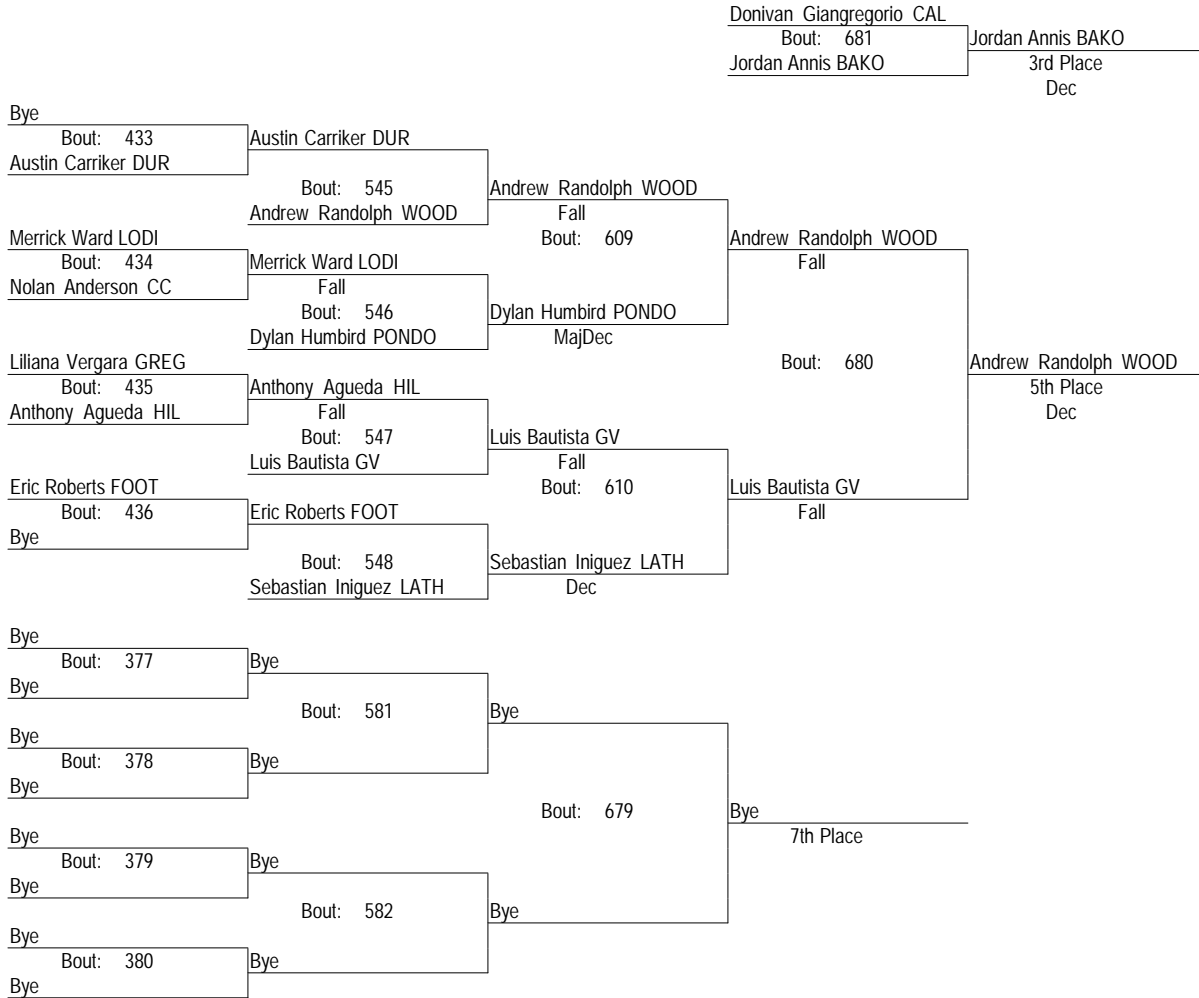 Donivan Giangregorio CAL
Bout: 681
Jordan Annis BAKO
Jordan Annis BAKO
3rd Place
Dec
Bye
Bout: 433
Austin Carriker DUR
Austin Carriker DUR
Bout: 545
Andrew Randolph WOOD
Andrew Randolph WOOD
Fall
Bout: 609
Merrick Ward LODI
Bout: 434
Nolan Anderson CC
Merrick Ward LODI
Fall
Bout: 546
Dylan Humbird PONDO
Dylan Humbird PONDO
MajDec
Andrew Randolph WOOD
Fall
Bout: 680
Andrew Randolph WOOD
5th Place
Dec
Liliana Vergara GREG
Bout: 435
Anthony Agueda HIL
Anthony Agueda HIL
Fall
Bout: 547
Luis Bautista GV
Luis Bautista GV
Fall
Bout: 610
Luis Bautista GV
Fall
Eric Roberts FOOT
Bout: 436
Bye
Eric Roberts FOOT
Bout: 548
Sebastian Iniguez LATH
Sebastian Iniguez LATH
Dec
Bye
Bout: 377
Bye
Bye
Bout: 581
Bye
Bye
Bout: 378
Bye
Bye
Bout: 679
Bye
7th Place
Bye
Bout: 379
Bye
Bye
Bout: 582
Bye
Bye
Bout: 380
Bye
Bye